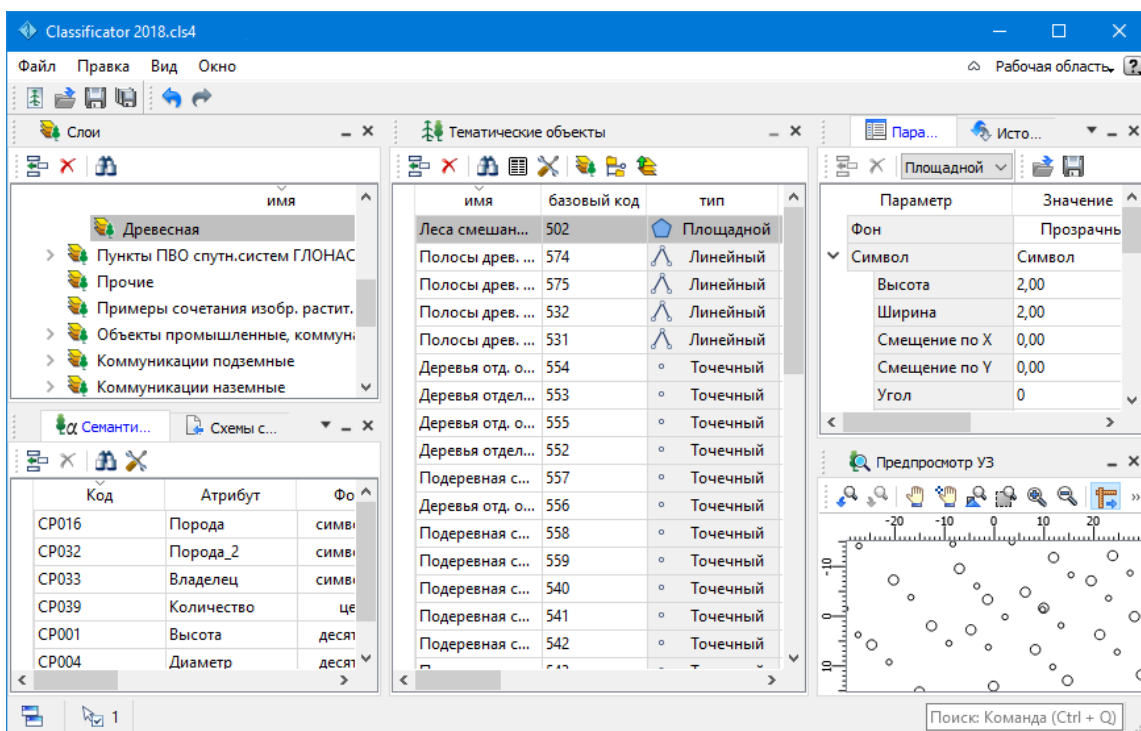 Classificator 2018.cls4
Файл Правка Вид Окно Рабочая область
Слои
имя
Древесная
Пункты ПВО спутн.систем ГЛОНАС
Прочие
Примеры сочетания изобр. растит.
Объекты промышленные, коммун
Коммуникации подземные
Коммуникации наземные
Семанти... Схемы с...
Код Атрибут Фо
CP016 Порода симв
CP032 Порода_2 симв
CP033 Владелец симв
CP039 Количество це
CP001 Высота десят
CP004 Диаметр десят
Тематические объекты
имя базовый код тип
Леса смешан... 502 Площадной
Полосы древ. ... 574 Линейный
Полосы древ. ... 575 Линейный
Полосы древ. ... 532 Линейный
Полосы древ. ... 531 Линейный
Деревья отд. о... 554 Точечный
Деревья отдел... 553 Точечный
Деревья отд. о... 555 Точечный
Деревья отдел... 552 Точечный
Подеревная с... 557 Точечный
Деревья отд. о... 556 Точечный
Подеревная с... 558 Точечный
Подеревная с... 559 Точечный
Подеревная с... 540 Точечный
Подеревная с... 541 Точечный
Подеревная с... 542 Точечный
Пара... Исто...
Площадной
Параметр Значение
Фон Прозрачнь
Символ Символ
Высота 2,00
Ширина 2,00
Смещение по X 0,00
Смещение по Y 0,00
Угол 0
Предпросмотр УЗ
-20 -10 0 10 20
-10
0
10
1
Поиск: Команда (Ctrl + Q)